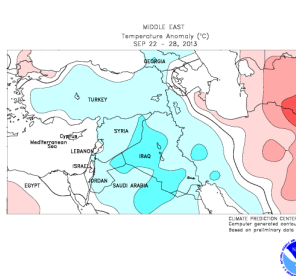 MIDDLE EAST
Temperature Anomaly (°C)
SEP 22 – 28, 2013
GEORGIA
TURKEY
Cyprus
Mediterranean
Sea
SYRIA
LEBANON
IRAQ
ISRAEL
JORDAN
EGYPT
SAUDI ARABIA
CLIMATE PREDICTION CENTER
Computer generated contou
Based on preliminary data